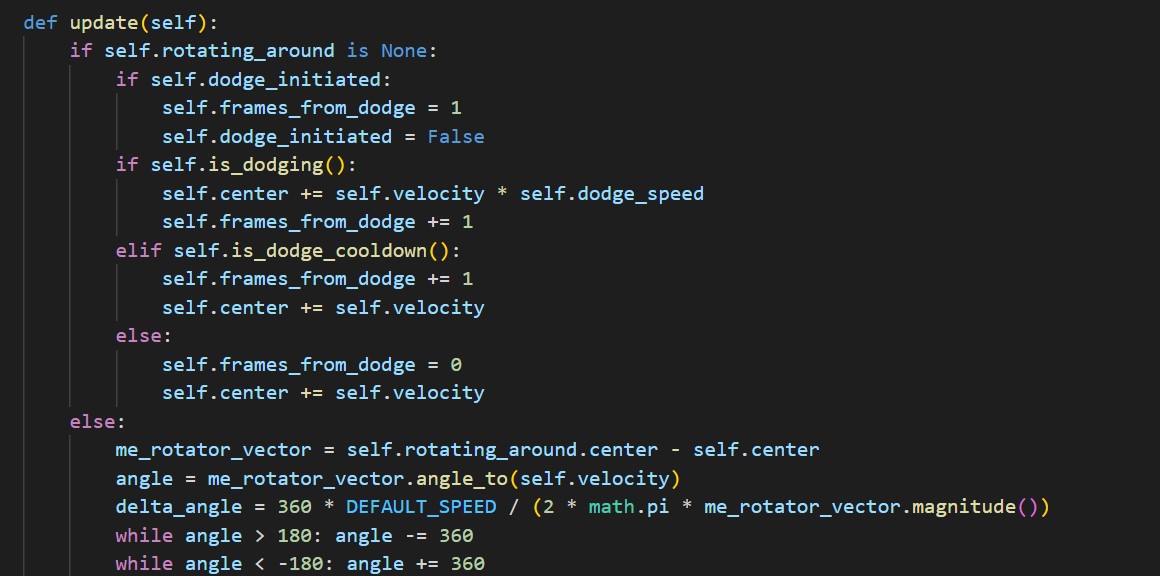 def update(self):
    if self.rotating_around is None:
        if self.dodge_initiated:
            self.frames_from_dodge = 1
            self.dodge_initiated = False
        if self.is_dodging():
            self.center += self.velocity * self.dodge_speed
            self.frames_from_dodge += 1
        elif self.is_dodge_cooldown():
            self.frames_from_dodge += 1
            self.center += self.velocity
        else:
            self.frames_from_dodge = 0
            self.center += self.velocity
    else:
        me_rotator_vector = self.rotating_around.center - self.center
        angle = me_rotator_vector.angle_to(self.velocity)
        delta_angle = 360 * DEFAULT_SPEED / (2 * math.pi * me_rotator_vector.magnitude())
        while angle > 180: angle -= 360
        while angle < -180: angle += 360